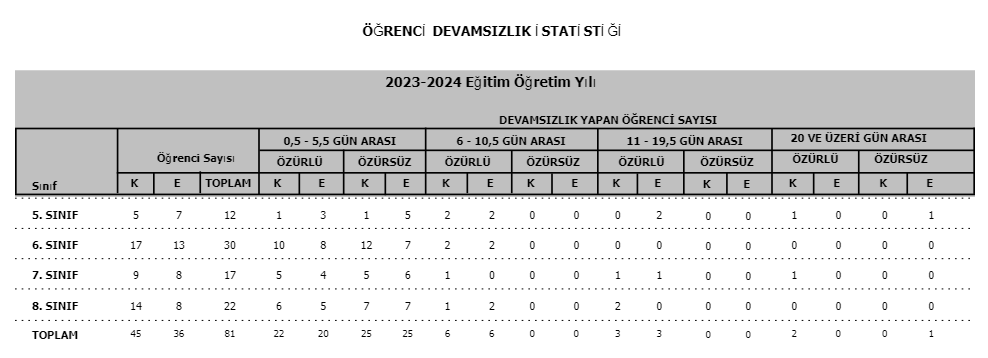 ÖĞRENCİ DEVAMSIZLIK İSTATİSTİĞİ
2023-2024 Eğitim Öğretim Yılı
DEVAMSIZLIK YAPAN ÖĞRENCİ SAYISI
Sınıf Öğrenci Sayısı 0,5 - 5,5 GÜN ARASI 6 - 10,5 GÜN ARASI 11 - 19,5 GÜN ARASI 20 VE ÜZERİ GÜN ARASI
ÖZÜRLÜ ÖZÜRSÜZ ÖZÜRLÜ ÖZÜRSÜZ ÖZÜRLÜ ÖZÜRSÜZ ÖZÜRLÜ ÖZÜRSÜZ
K E TOPLAM K E K E K E K E K E K E K E K E
5. SINIF 5 7 12 1 3 1 5 2 2 0 0 0 2 0 0 1 0 0 1
6. SINIF 17 13 30 10 8 12 7 2 2 0 0 0 0 0 0 0 0 0 0
7. SINIF 9 8 17 5 4 5 6 1 0 0 0 1 1 0 0 1 0 0 0
8. SINIF 14 8 22 6 5 7 7 1 2 0 0 2 0 0 0 0 0 0 0
TOPLAM 45 36 81 22 20 25 25 6 6 0 0 3 3 0 0 2 0 0 1